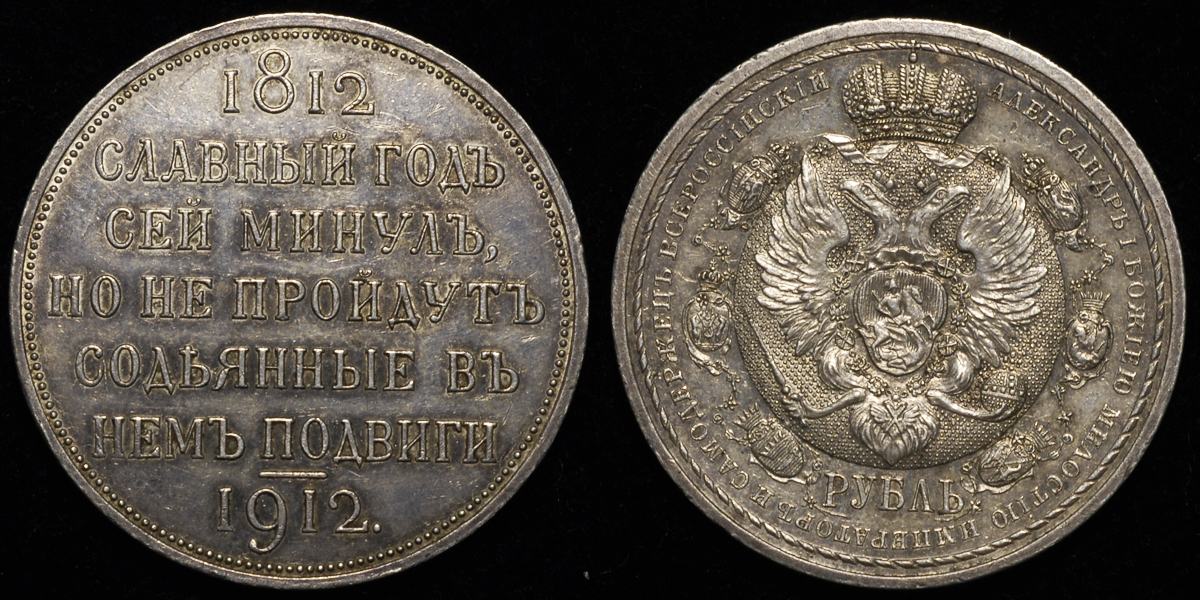 1812
СЛАВНЫЙ ГОДЪ
СЕЙ МИНУЛЪ,
НО НЕ ПРОЙДУТЪ
СОДѢЯННЫЕ ВЪ
НЕМЪ ПОДВИГИ
1912.
АЛЕКСАНДРЪ I БОЖІЕЮ МИЛОСТІЮ ИМПЕРАТОРЪ И САМОДЕРЖЕЦЪ ВСЕРОССІЙСКІЙ
РУБЛЬ